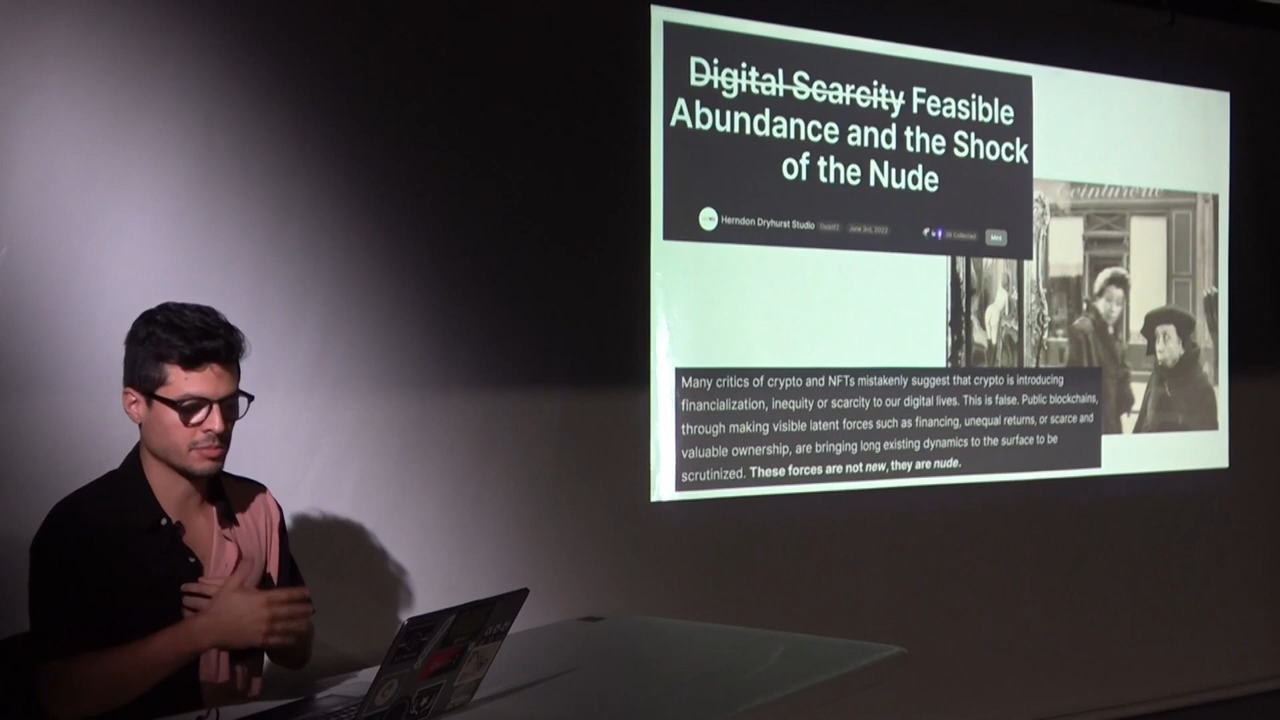 Digital Scarcity Feasible
Abundance and the Shock
of the Nude
Herndon Dryhurst Studio
June 3rd, 2022
Collected
Mint
Ceinturerie
Many critics of crypto and NFTs mistakenly suggest that crypto is introducing
financialization, inequity or scarcity to our digital lives. This is false. Public blockchains,
through making visible latent forces such as financing, unequal returns, or scarce and
valuable ownership, are bringing long existing dynamics to the surface to be
scrutinized. These forces are not new, they are nude.